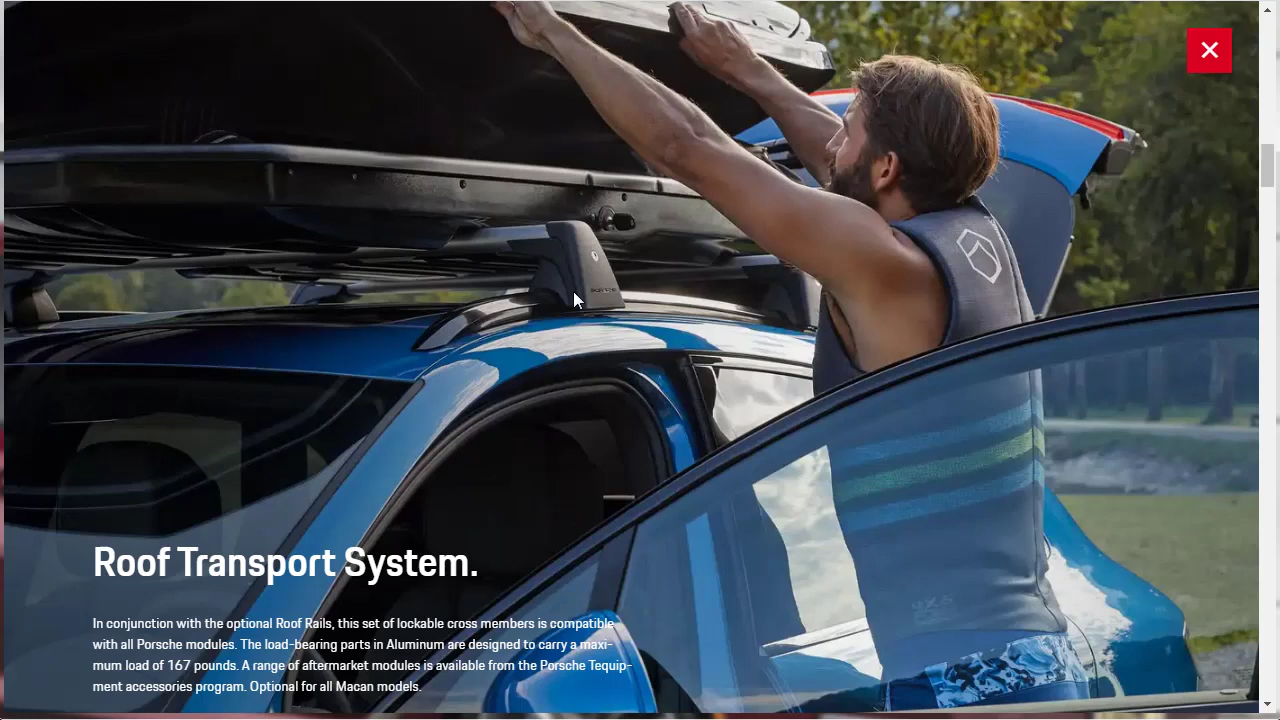 Roof Transport System.
In conjunction with the optional Roof Rails, this set of lockable cross members is compatible
with all Porsche modules. The load-bearing parts in Aluminum are designed to carry a maxi-
mum load of 167 pounds. A range of aftermarket modules is available from the Porsche Tequip-
ment accessories program. Optional for all Macan models.